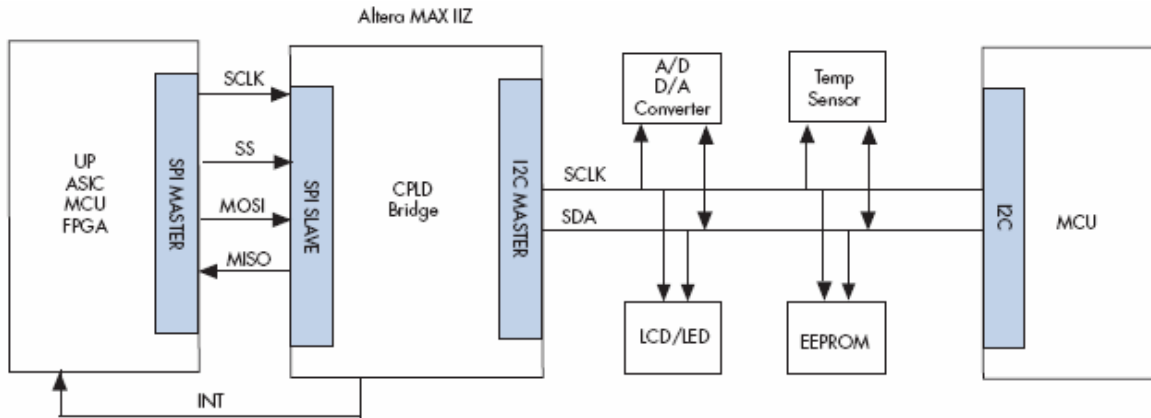 Altera MAX IIZ
UP
ASIC
MCU
FPGA
SPI MASTER
SCLK
SS
MOSI
MISO
INT
SPI SLAVE
CPLD
Bridge
I2C MASTER
SCLK
SDA
A/D
D/A
Converter
Temp
Sensor
LCD/LED
EEPROM
I2C
MCU